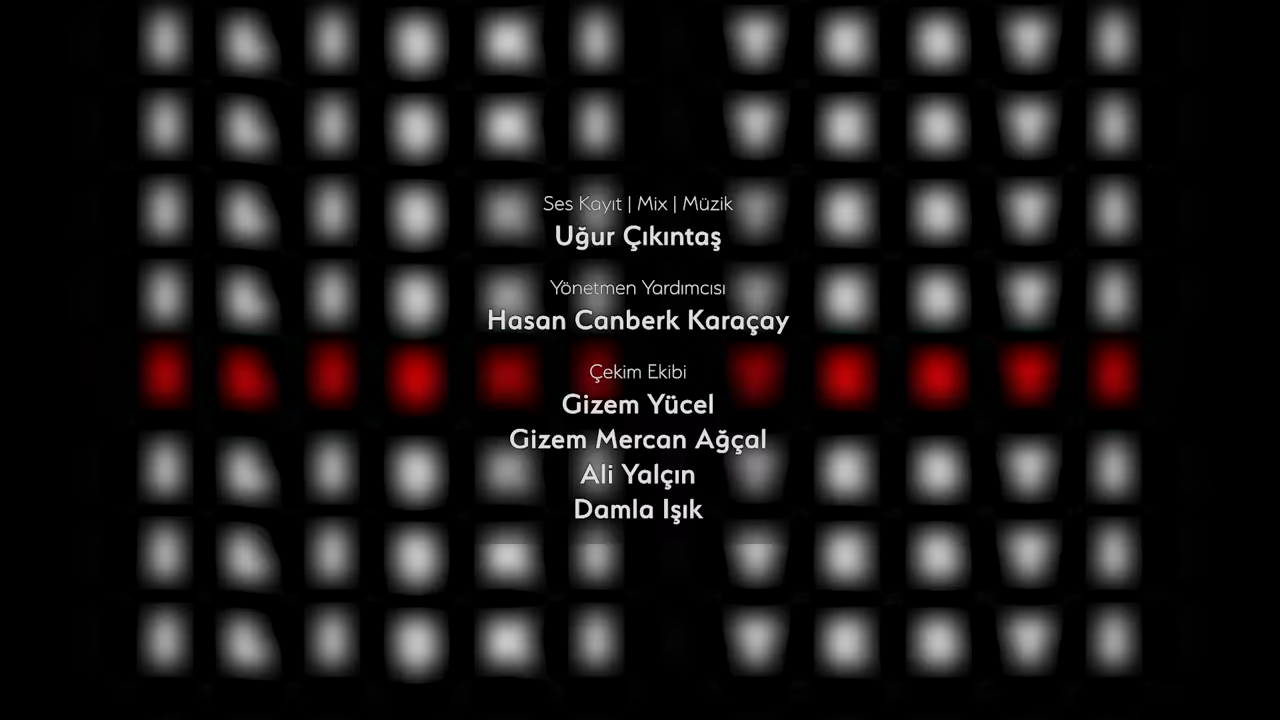 Ses Kayıt | Mix | Müzik
Uğur Çıkıntaş
Yönetmen Yardımcısı
Hasan Canberk Karaçay
Çekim Ekibi
Gizem Yücel
Gizem Mercan Ağçal
Ali Yalçın
Damla Işık